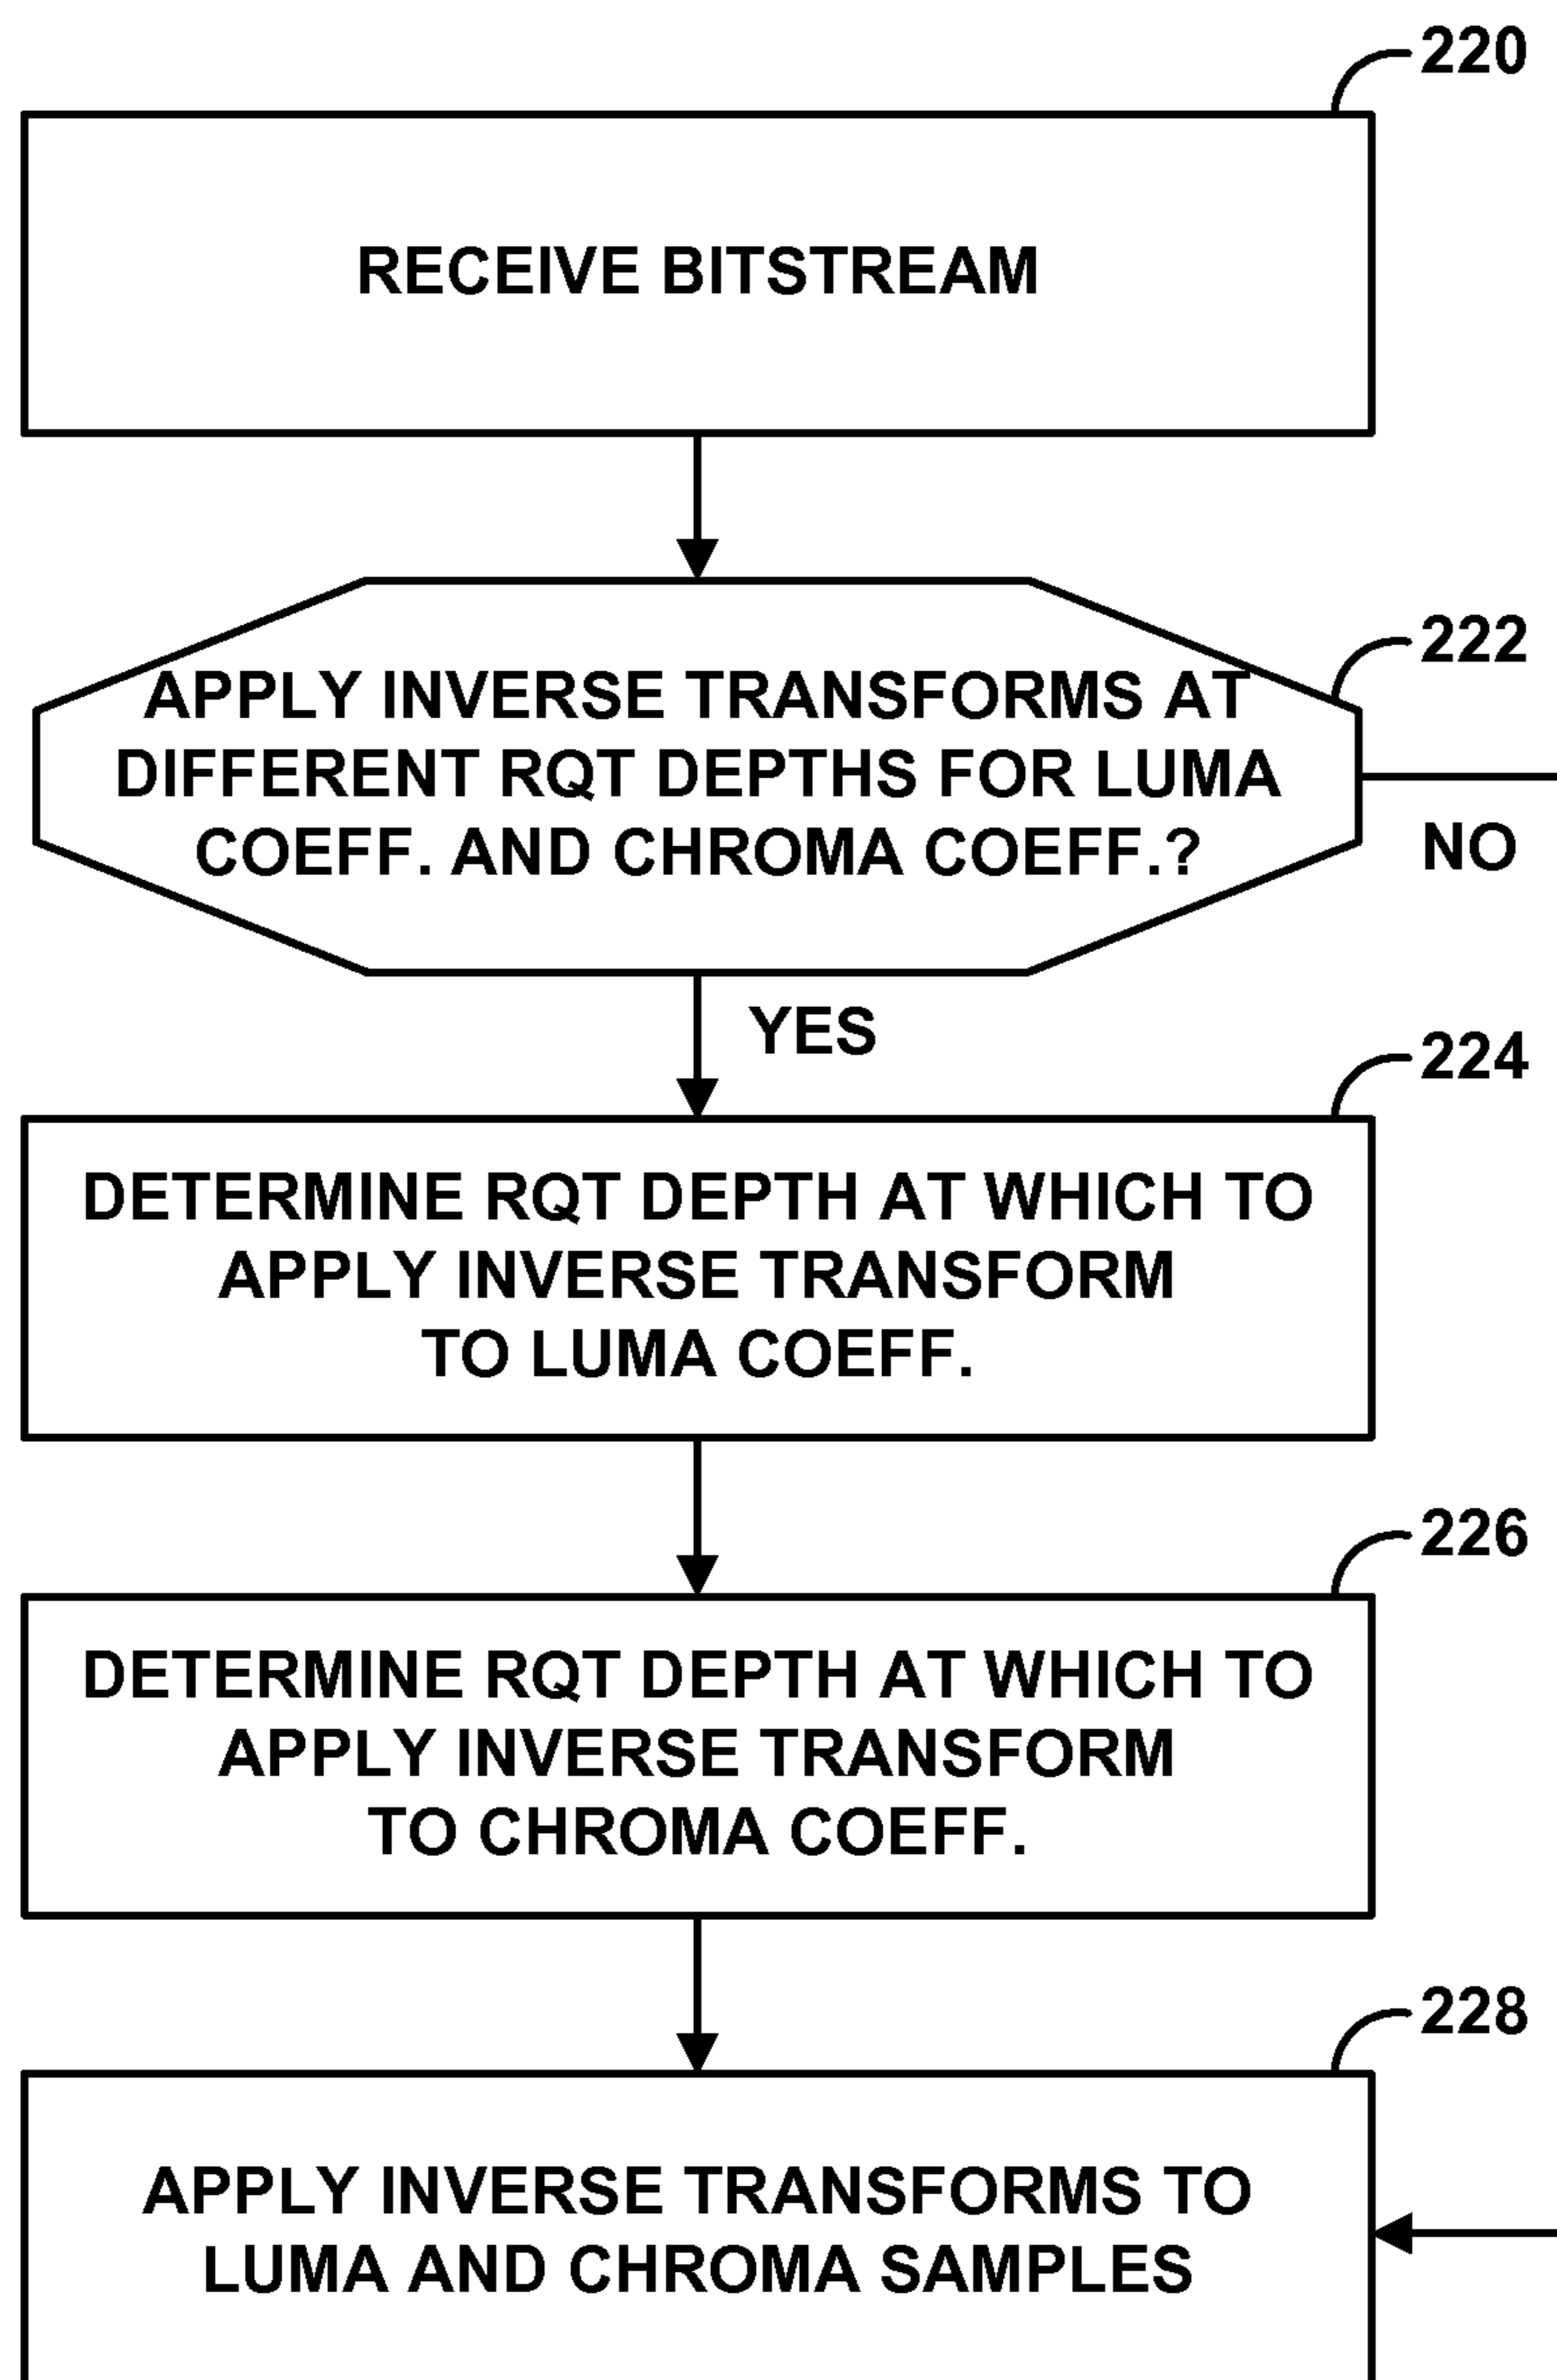 220
RECEIVE BITSTREAM
222
APPLY INVERSE TRANSFORMS AT
DIFFERENT RQT DEPTHS FOR LUMA
COEFF. AND CHROMA COEFF.?
NO
YES
224
DETERMINE RQT DEPTH AT WHICH TO
APPLY INVERSE TRANSFORM
TO LUMA COEFF.
226
DETERMINE RQT DEPTH AT WHICH TO
APPLY INVERSE TRANSFORM
TO CHROMA COEFF.
228
APPLY INVERSE TRANSFORMS TO
LUMA AND CHROMA SAMPLES